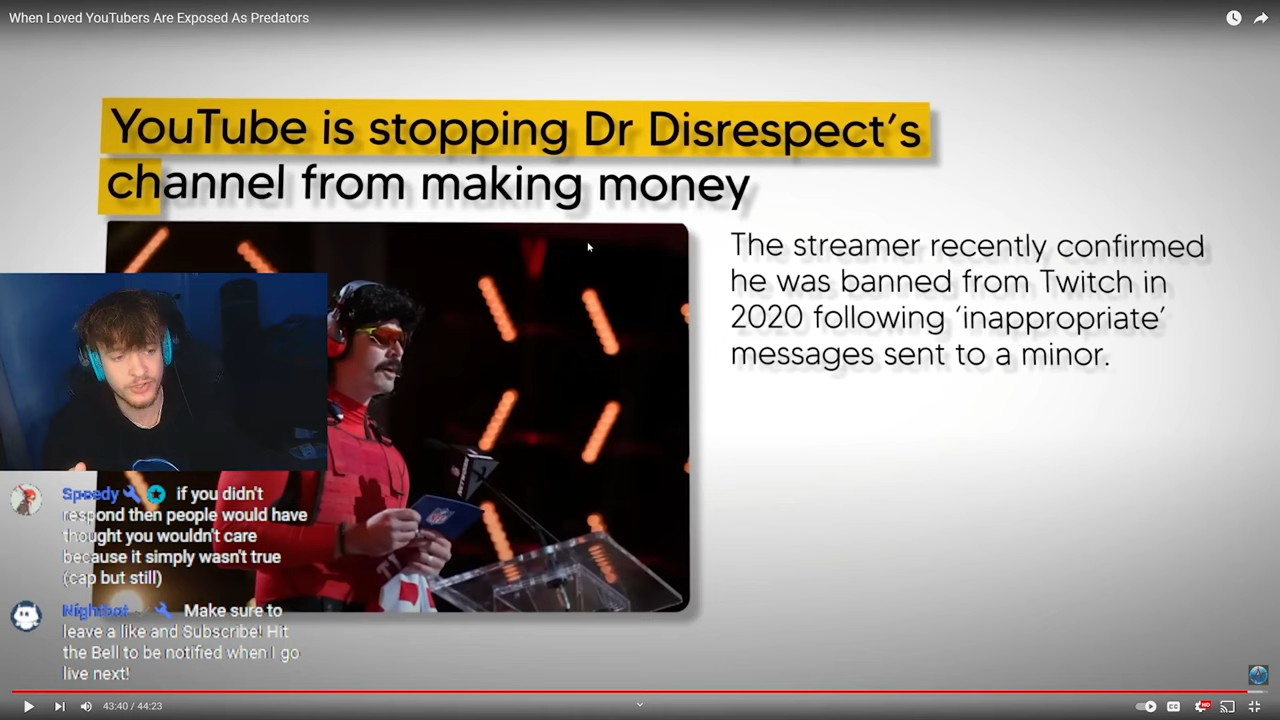 When Loved YouTubers Are Exposed As Predators
YouTube is stopping Dr Disrespect's
channel from making money
The streamer recently confirmed
he was banned from Twitch in
2020 following 'inappropriate'
messages sent to a minor.
Speedy if you didn't
respond then people would have
thought you wouldn't care
because it simply wasn't true
(cap but still)
Nightbot Make sure to
leave a like and Subscribe! Hit
the Bell to be notified when I go
live next!
43:40 / 44:23
CC
HD